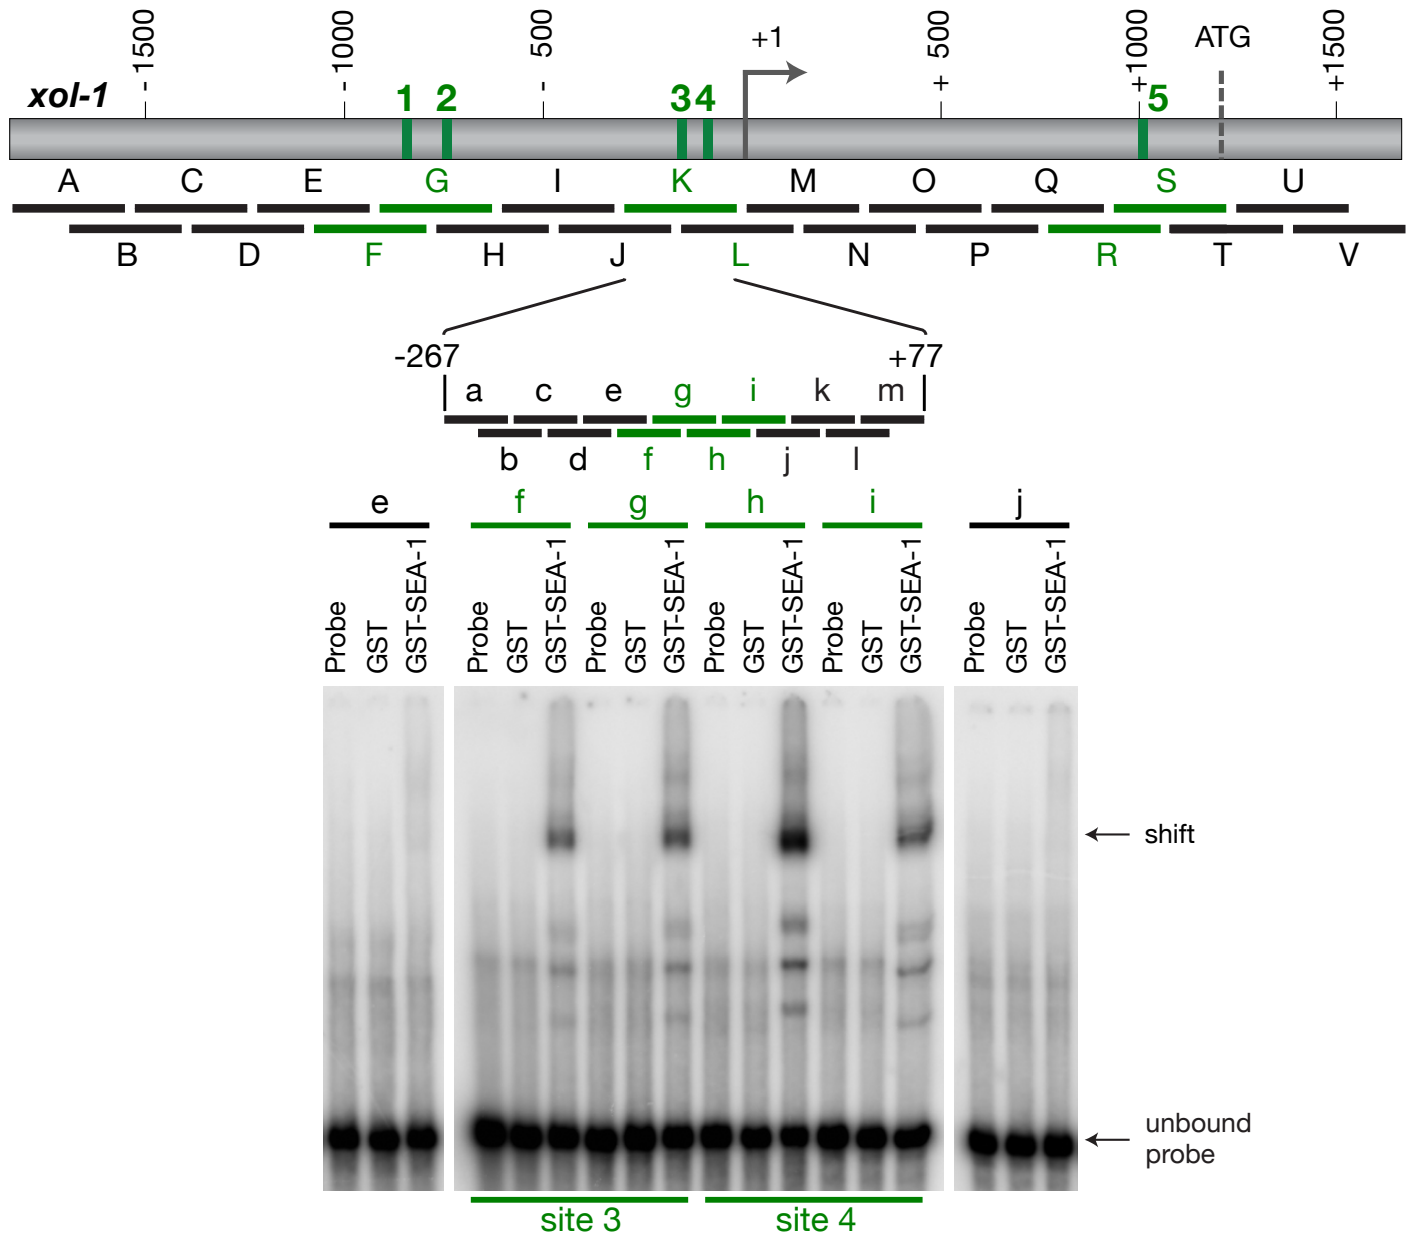 - 1500 - 1000 - 500 +1 + 500 +1000 ATG +1500
xol-1 1 2 3 4 5
A C E G I K M O Q S U
B D F H J L N P R T V
-267 +77
a c e g i k m
b d f h j l
e f g h i j
Probe GST GST-SEA-1 Probe GST GST-SEA-1 Probe GST GST-SEA-1 Probe GST GST-SEA-1 Probe GST GST-SEA-1 Probe GST GST-SEA-1
shift
unbound
probe
site 3 site 4